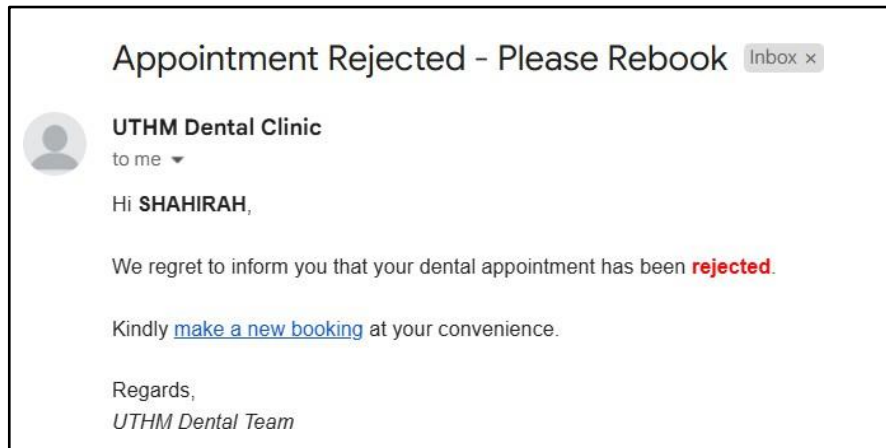 Appointment Rejected - Please Rebook Inbox ×
UTHM Dental Clinic
to me
Hi SHAHIRAH,
We regret to inform you that your dental appointment has been rejected.
Kindly make a new booking at your convenience.
Regards,
UTHM Dental Team